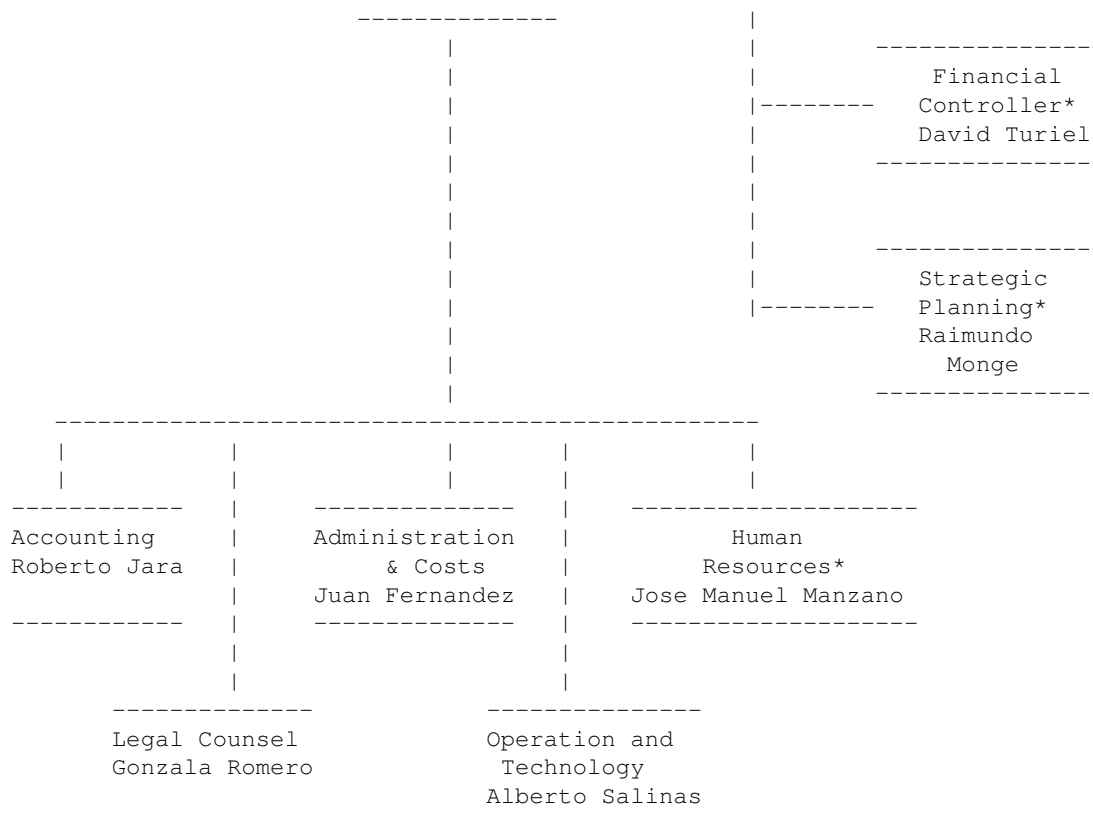 Financial
Controller*
David Turiel
Strategic
Planning*
Raimundo
Monge
Accounting
Roberto Jara
Administration
& Costs
Juan Fernandez
Human
Resources*
Jose Manuel Manzano
Legal Counsel
Gonzala Romero
Operation and
Technology
Alberto Salinas